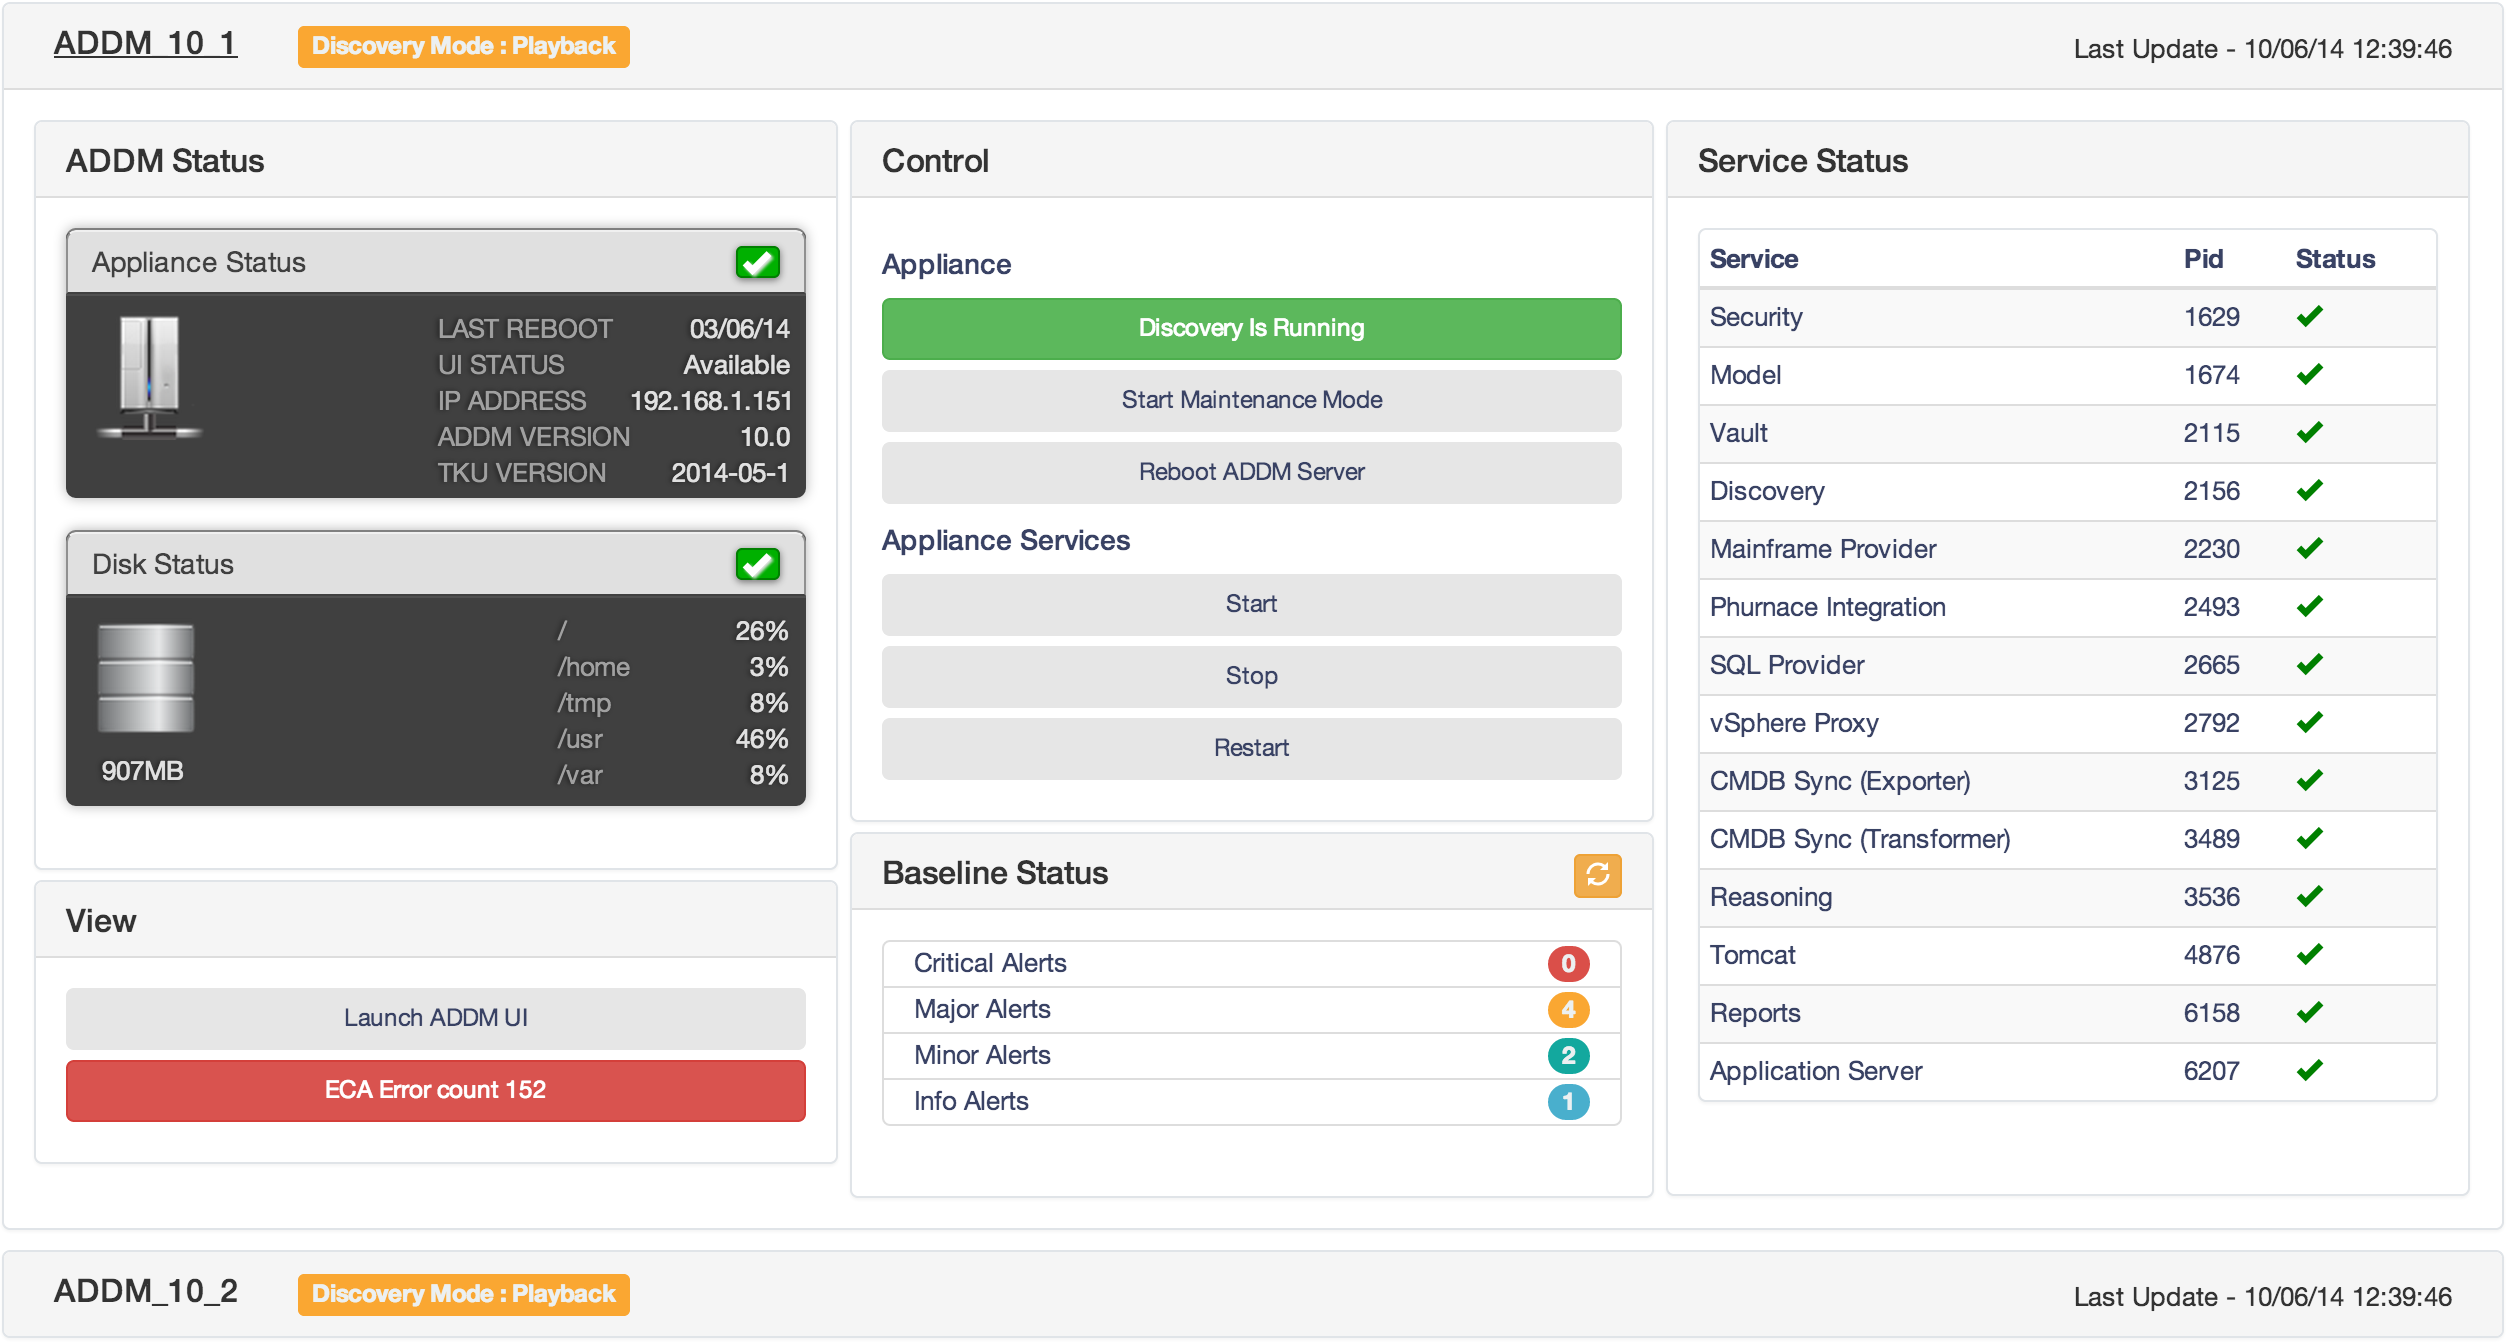 ADDM_10_1
Discovery Mode : Playback
Last Update - 10/06/14 12:39:46
ADDM Status
Appliance Status
LAST REBOOT 03/06/14
UI STATUS Available
IP ADDRESS 192.168.1.151
ADDM VERSION 10.0
TKU VERSION 2014-05-1
Disk Status
/ 26%
/home 3%
/tmp 8%
/usr 46%
/var 8%
907MB
View
Launch ADDM UI
ECA Error count 152
Control
Appliance
Discovery Is Running
Start Maintenance Mode
Reboot ADDM Server
Appliance Services
Start
Stop
Restart
Baseline Status
Critical Alerts 0
Major Alerts 4
Minor Alerts 2
Info Alerts 1
Service Status
Service Pid Status
Security 1629
Model 1674
Vault 2115
Discovery 2156
Mainframe Provider 2230
Phurnace Integration 2493
SQL Provider 2665
vSphere Proxy 2792
CMDB Sync (Exporter) 3125
CMDB Sync (Transformer) 3489
Reasoning 3536
Tomcat 4876
Reports 6158
Application Server 6207
ADDM_10_2
Discovery Mode : Playback
Last Update - 10/06/14 12:39:46